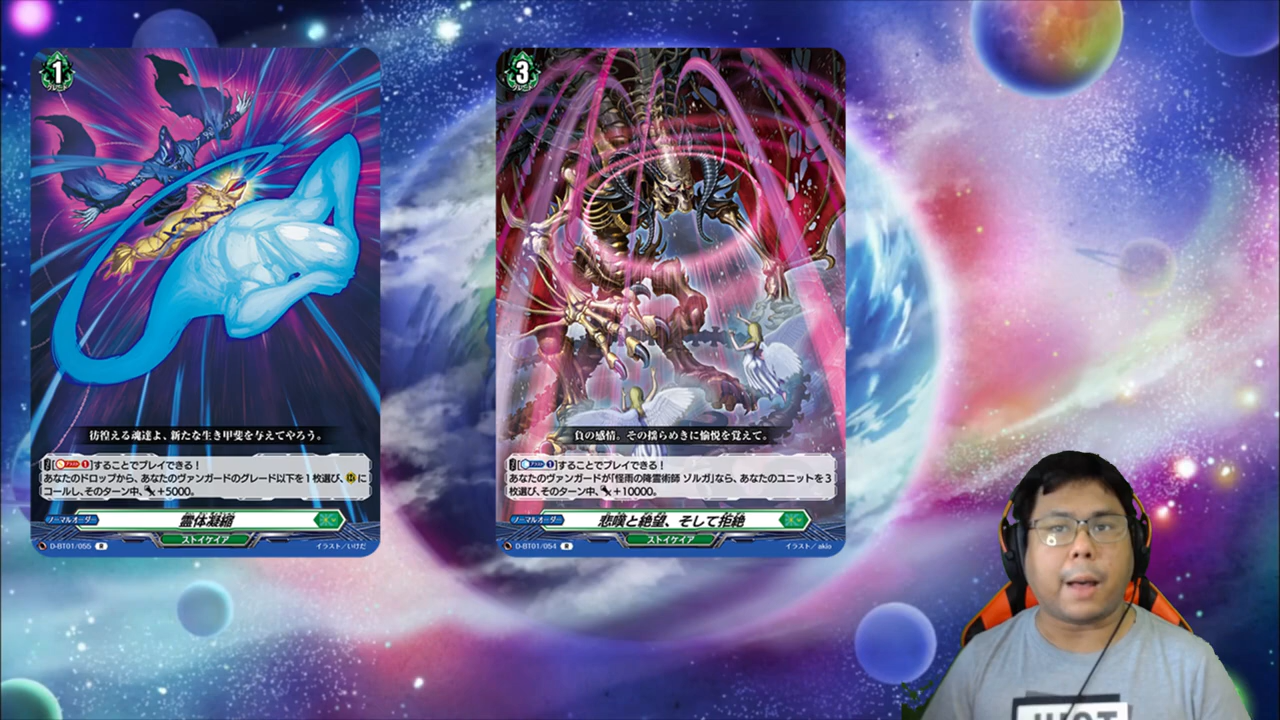 1
グレード
彷徨える魂達よ、新たな生き甲斐を与えてやろう。
することでプレイできる!
あなたのドロップから、あなたのヴァンガードのグレード以下を1枚選び、Ⓡに
コールし、そのターン中、+5000。
ノーマルオーダー
霊体凝縮
ストイケイア
D-BT01/055 R
イラスト/いけだ
3
グレード
負の感情。その揺らめきに愉悦を覚えて。
することでプレイできる!
あなたのヴァンガードが「怪雨の降霊術師 ゾルガ」なら、あなたのユニットを3
枚選び、そのターン中、+10000。
ノーマルオーダー
悲嘆と絶望、そして拒絶
ストイケイア
D-BT01/054 R
イラスト/akio